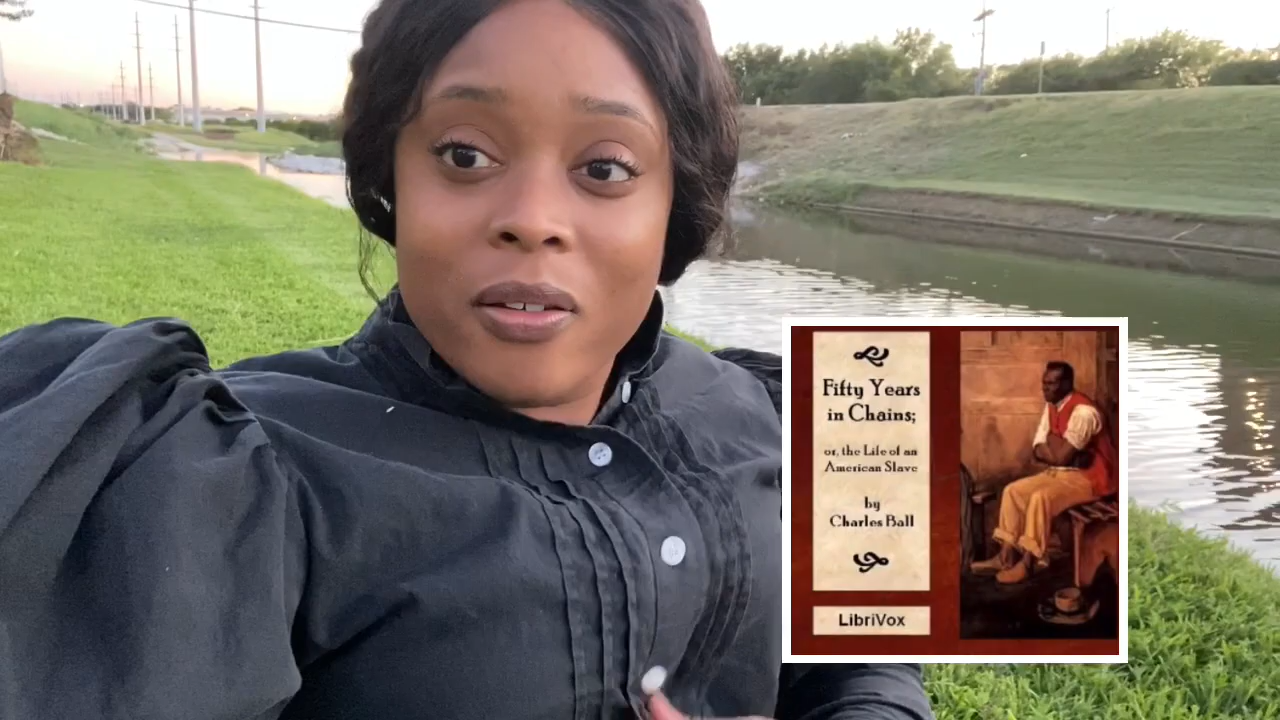 Fifty Years
in Chains;
or, the Life of an
American Slave
by
Charles Ball
LibriVox